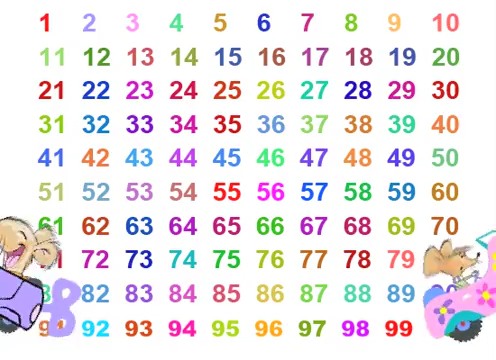 1 2 3 4 5 6 7 8 9 10
11 12 13 14 15 16 17 18 19 20
21 22 23 24 25 26 27 28 29 30
31 32 33 34 35 36 37 38 39 40
41 42 43 44 45 46 47 48 49 50
51 52 53 54 55 56 57 58 59 60
61 62 63 64 65 66 67 68 69 70
72 73 74 75 76 77 78 79
82 83 84 85 86 87 88 89
92 93 94 95 96 97 98 99